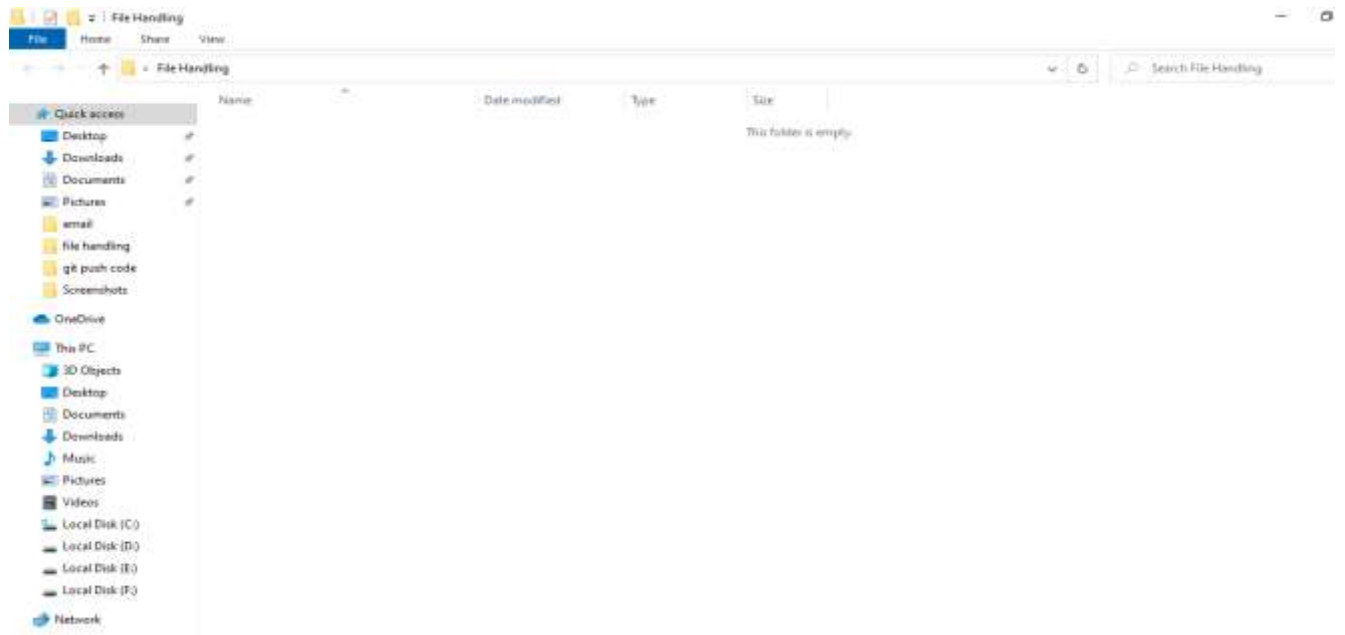 File Handling
File Home Share View
File Handling
Search File Handling
Name Date modified Type Size
This folder is empty.
Quick access
Desktop
Downloads
Documents
Pictures
email
file handling
git push code
Screenshots
OneDrive
This PC
3D Objects
Desktop
Documents
Downloads
Music
Pictures
Videos
Local Disk (C:)
Local Disk (D:)
Local Disk (E:)
Local Disk (F:)
Network